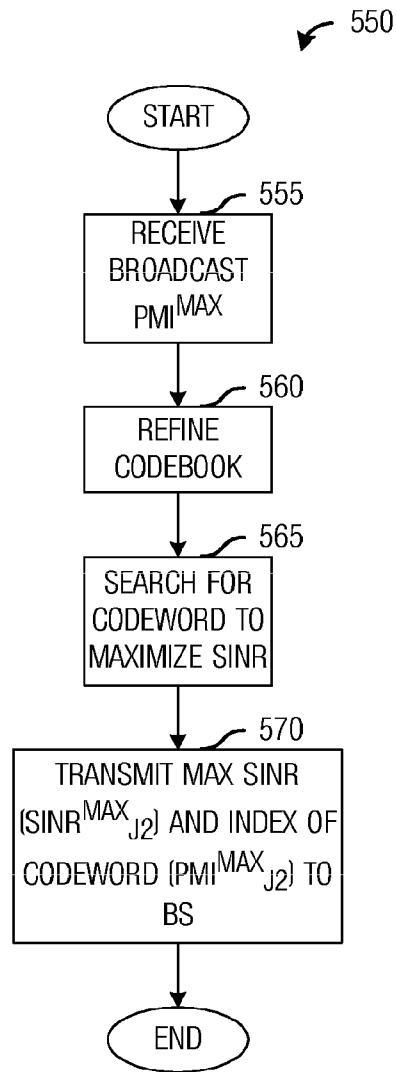 550
START
555
RECEIVE
BROADCAST
PMI^MAX
560
REFINE
CODEBOOK
565
SEARCH FOR
CODEWORD TO
MAXIMIZE SINR
570
TRANSMIT MAX SINR
(SINR^MAX_J2) AND INDEX OF
CODEWORD (PMI^MAX_J2) TO
BS
END